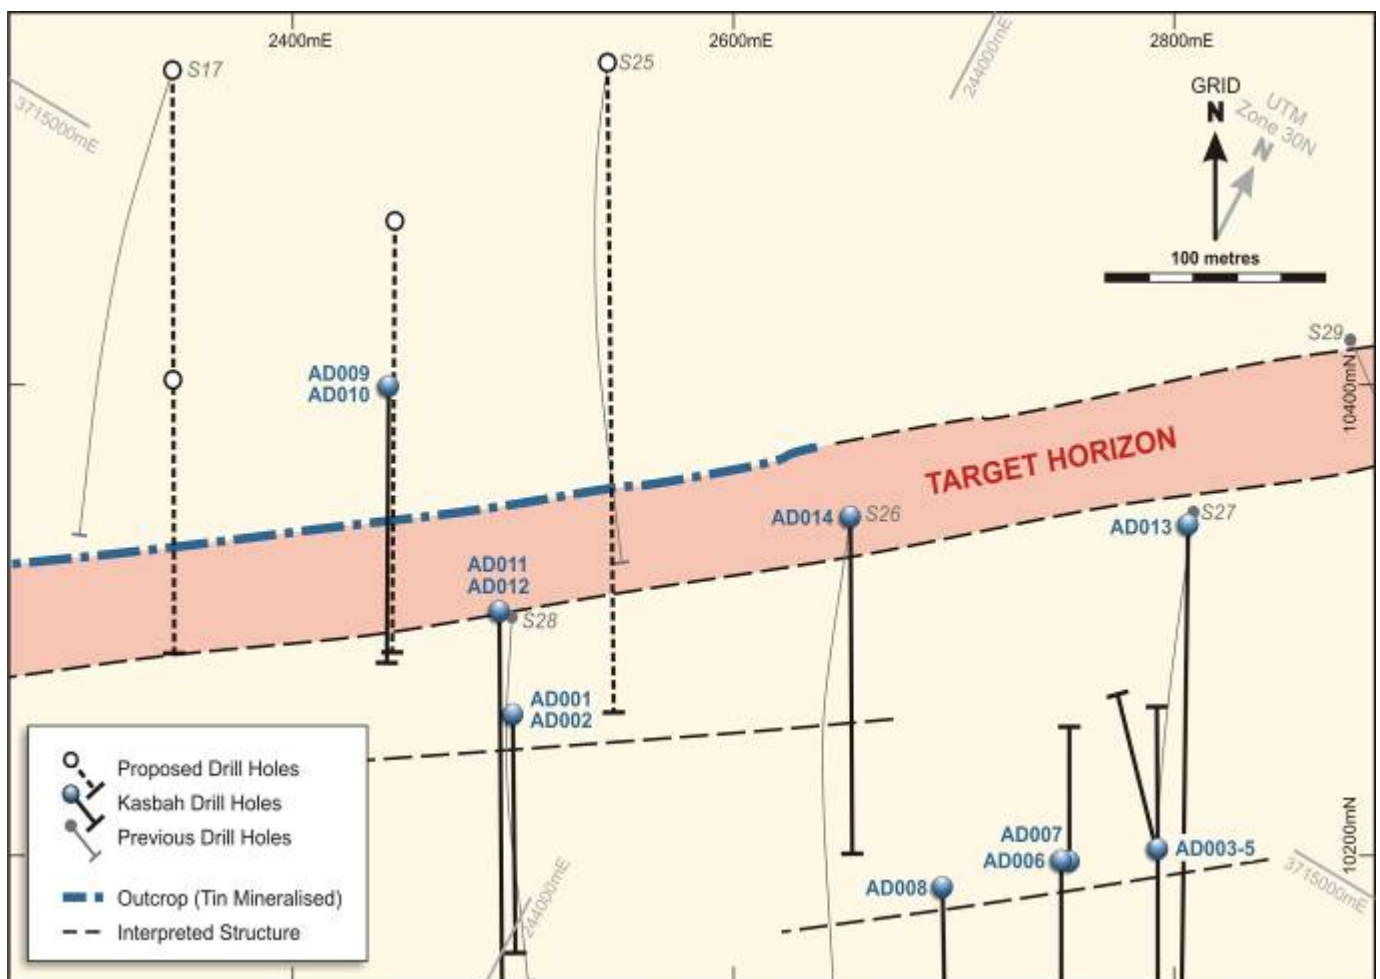 2400mE
2600mE
2800mE
S17
S25
244000mE
3715000mE
GRID
N
UTM
Zone 30N
N
100 metres
S29
10400mN
AD009
AD010
TARGET HORIZON
AD014
S26
AD013
S27
AD011
AD012
S28
AD001
AD002
AD007
AD006
AD003-5
10200mN
AD008
3715000mE
244000mE
Proposed Drill Holes
Kasbah Drill Holes
Previous Drill Holes
Outcrop (Tin Mineralised)
Interpreted Structure